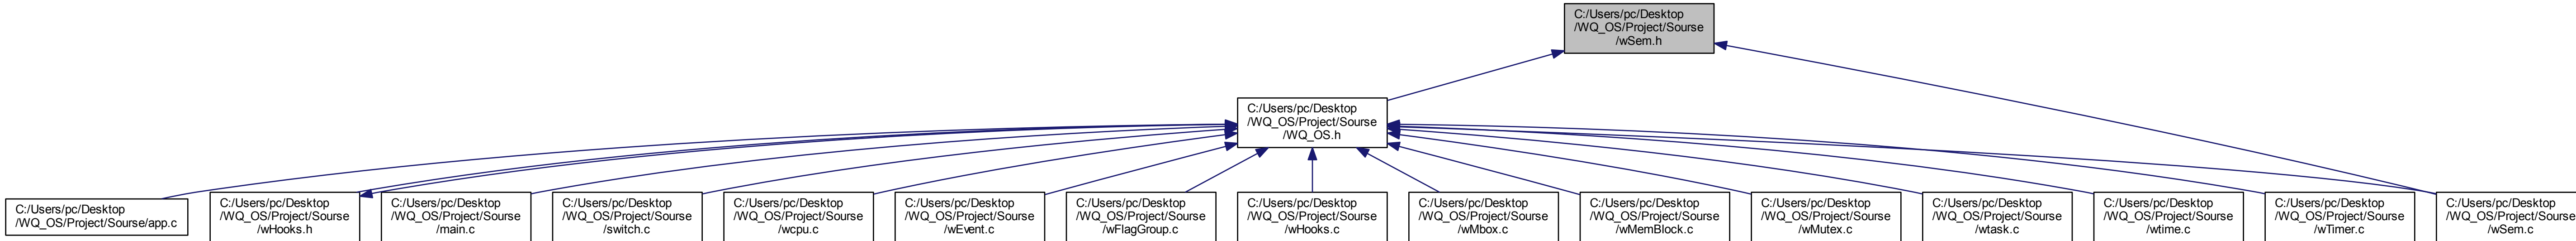 C:/Users/pc/Desktop
/WQ_OS/Project/Sourse
/wSem.h
C:/Users/pc/Desktop
/WQ_OS/Project/Sourse
/WQ_OS.h
C:/Users/pc/Desktop
/WQ_OS/Project/Sourse/app.c
C:/Users/pc/Desktop
/WQ_OS/Project/Sourse
/wHooks.h
C:/Users/pc/Desktop
/WQ_OS/Project/Sourse
/main.c
C:/Users/pc/Desktop
/WQ_OS/Project/Sourse
/switch.c
C:/Users/pc/Desktop
/WQ_OS/Project/Sourse
/wcpu.c
C:/Users/pc/Desktop
/WQ_OS/Project/Sourse
/wEvent.c
C:/Users/pc/Desktop
/WQ_OS/Project/Sourse
/wFlagGroup.c
C:/Users/pc/Desktop
/WQ_OS/Project/Sourse
/wHooks.c
C:/Users/pc/Desktop
/WQ_OS/Project/Sourse
/wMbox.c
C:/Users/pc/Desktop
/WQ_OS/Project/Sourse
/wMemBlock.c
C:/Users/pc/Desktop
/WQ_OS/Project/Sourse
/wMutex.c
C:/Users/pc/Desktop
/WQ_OS/Project/Sourse
/wtask.c
C:/Users/pc/Desktop
/WQ_OS/Project/Sourse
/wtime.c
C:/Users/pc/Desktop
/WQ_OS/Project/Sourse
/wTimer.c
C:/Users/pc/Desktop
/WQ_OS/Project/Sourse
/wSem.c